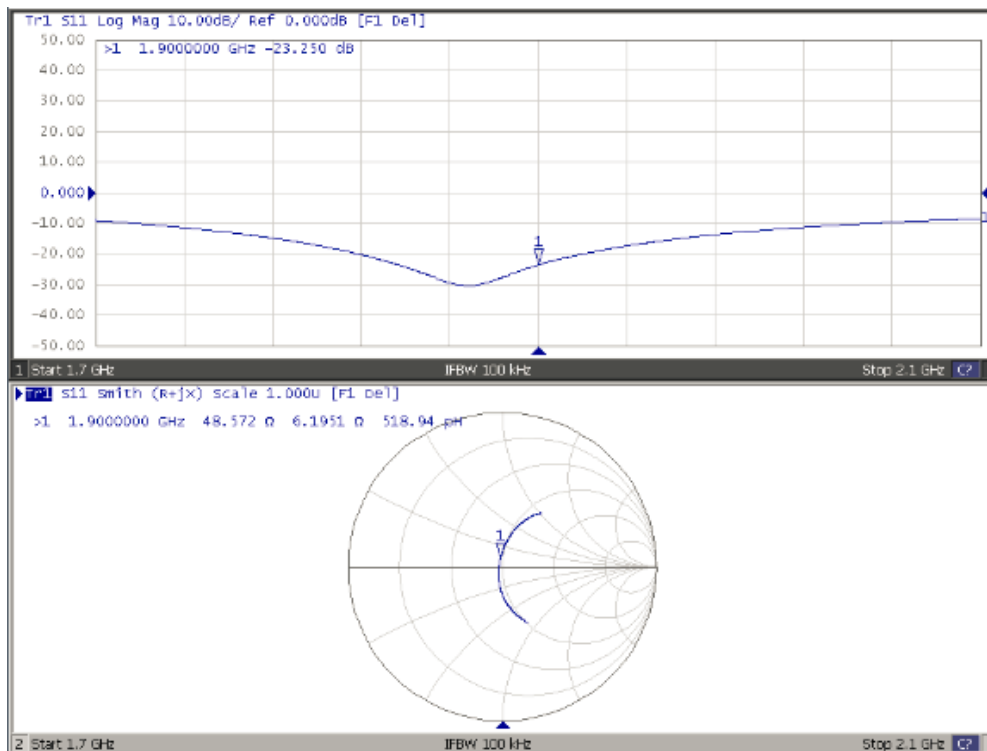 Tr1 S11 Log Mag 10.00dB/ Ref 0.000dB [F1 Del]
50.00
>1 1.9000000 GHz -23.250 dB
40.00
30.00
20.00
10.00
0.000
-10.00
1
-20.00
-30.00
-40.00
-50.00
1 Start 1.7 GHz IFBW 100 kHz Stop 2.1 GHz C?
Tr1 S11 Smith (R+jX) Scale 1.000U [F1 Del]
>1 1.9000000 GHz 48.572 Ω 6.1951 Ω 518.94 pH
1
2 Start 1.7 GHz IFBW 100 kHz Stop 2.1 GHz C?